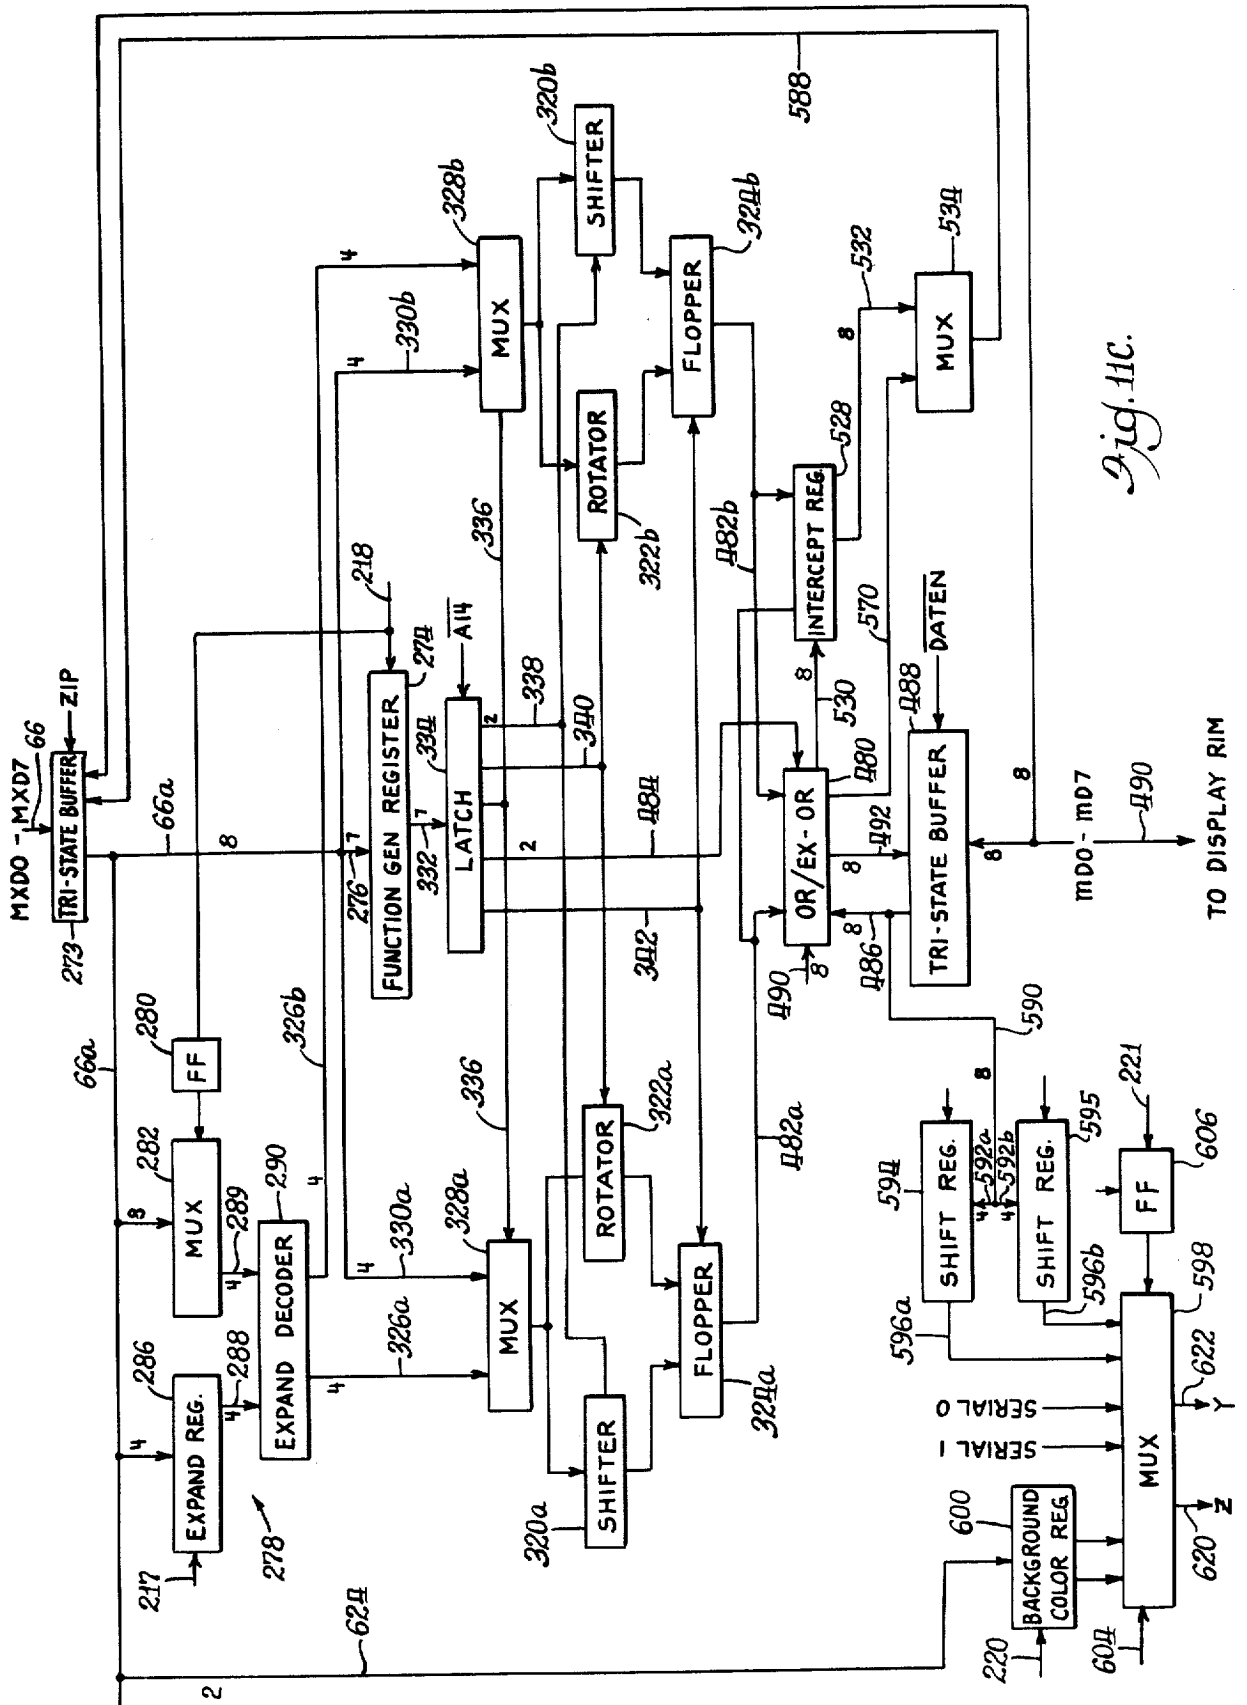 MXD0 - MXD7
66
ZIP
273
TRI-STATE BUFFER
66a
66a
8
588
280
FF
218
282
8
MUX
4
289
286
4
EXPAND REG.
4
288
217
290
EXPAND DECODER
278
326b
4
276
7
FUNCTION GEN REGISTER
274
332
7
334
LATCH
A14
2
338
340
2
484
342
4
326a
4
330a
328a
MUX
336
336
4
330b
4
328b
MUX
320a
SHIFTER
322a
ROTATOR
324a
FLOPPER
320b
SHIFTER
322b
ROTATOR
324b
FLOPPER
482a
482b
INTERCEPT REG.
528
8
530
8
532
MUX
534
570
OR/EX-OR
480
490
8
8
486
8
492
TRI-STATE BUFFER
488
DATEN
8
8
mD0 - mD7
490
TO DISPLAY RIM
590
8
594
SHIFT REG.
4
592a
4
592b
SHIFT REG.
595
596a
596b
221
FF
606
SERIAL 0
SERIAL 1
598
MUX
622
Y
620
Z
604
600
BACKGROUND
COLOR REG.
220
624
2
Fig. 11C.